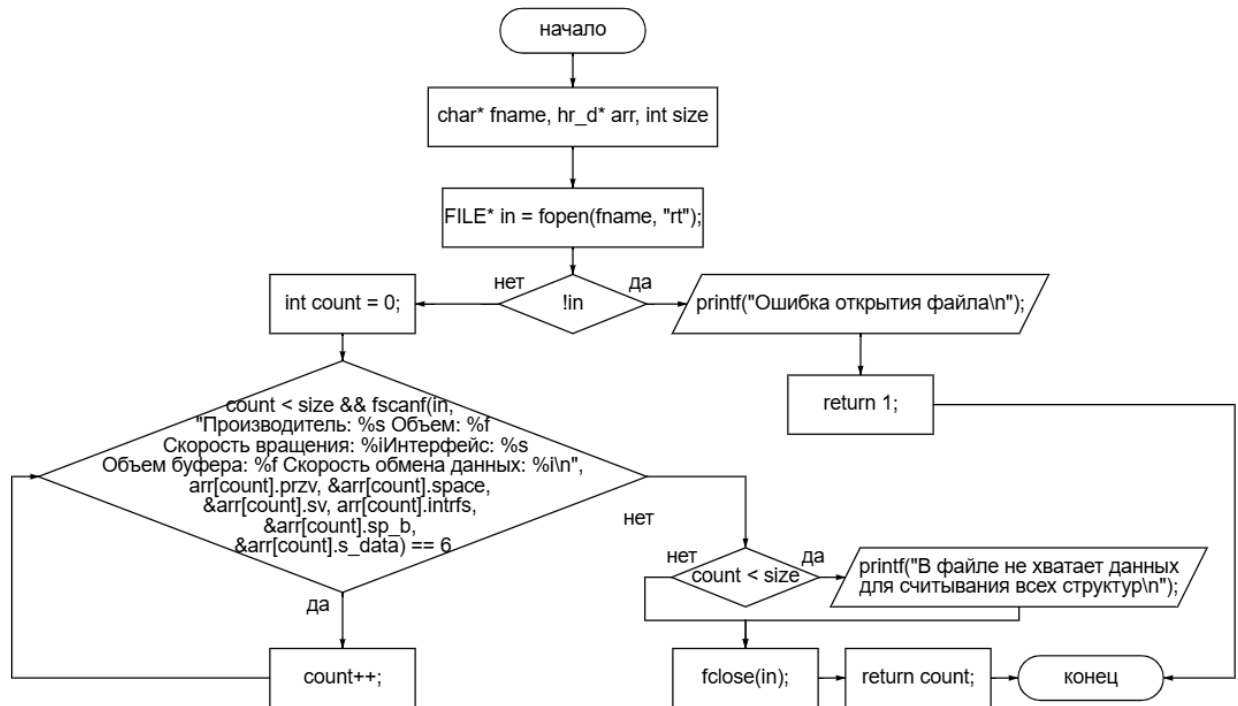 начало
char* fname, hr_d* arr, int size
FILE* in = fopen(fname, "rt");
нет
да
int count = 0;
!in
printf("Ошибка открытия файла\n");
return 1;
count < size && fscanf(in,
"Производитель: %s Объем: %f
Скорость вращения: %iИнтерфейс: %s
Объем буфера: %f Скорость обмена данных: %i\n",
arr[count].przv, &arr[count].space,
&arr[count].sv, arr[count].intrfs,
&arr[count].sp_b,
&arr[count].s_data) == 6
нет
да
нет
да
count < size
printf("В файле не хватает данных
для считывания всех структур\n");
count++;
fclose(in);
return count;
конец